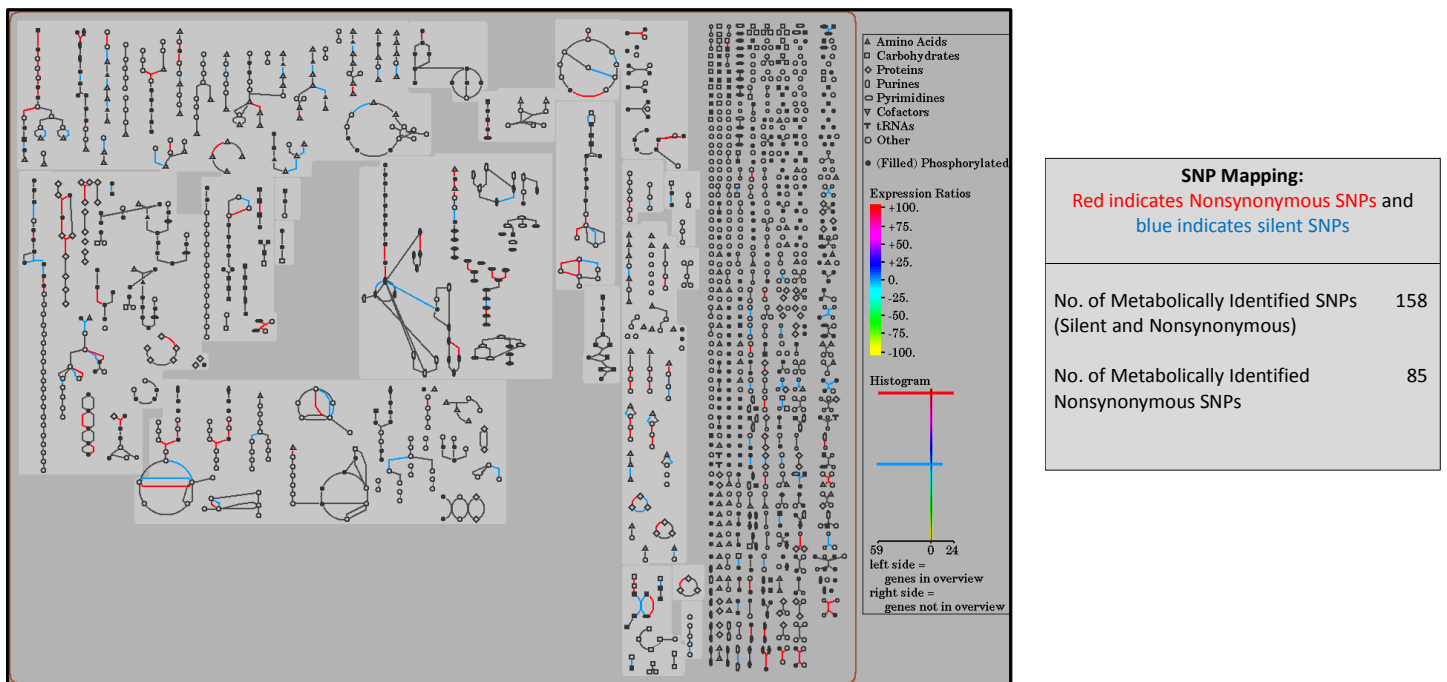 Amino Acids
Carbohydrates
Proteins
Purines
Pyrimidines
Cofactors
tRNAs
Other
(Filled) Phosphorylated
Expression Ratios
+100.
+75.
+50.
+25.
0.
-25.
-50.
-75.
-100.
Histogram
59 0 24
left side =
genes in overview
right side =
genes not in overview
SNP Mapping:
Red indicates Nonsynonymous SNPs and
blue indicates silent SNPs
No. of Metabolically Identified SNPs 158
(Silent and Nonsynonymous)
No. of Metabolically Identified 85
Nonsynonymous SNPs